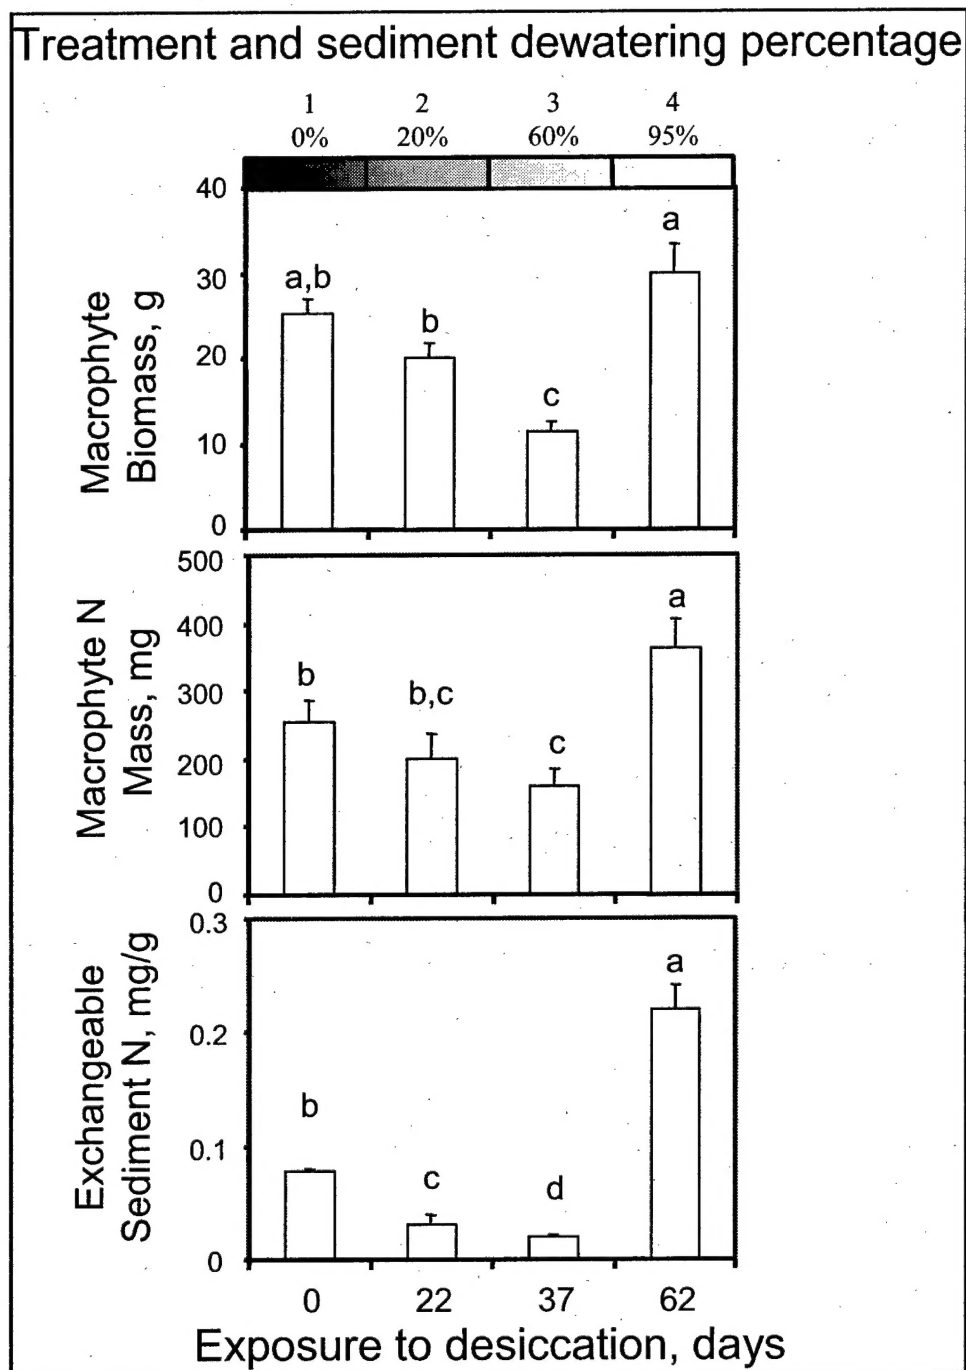 Treatment and sediment dewatering percentage
1 2 3 4
0% 20% 60% 95%
Macrophyte
Biomass, g
40
30
20
10
0
a,b
b
c
a
Macrophyte N
Mass, mg
500
400
300
200
100
0
b
b,c
c
a
Exchangeable
Sediment N, mg/g
0.3
0.2
0.1
0
b
c
d
a
0 22 37 62
Exposure to desiccation, days